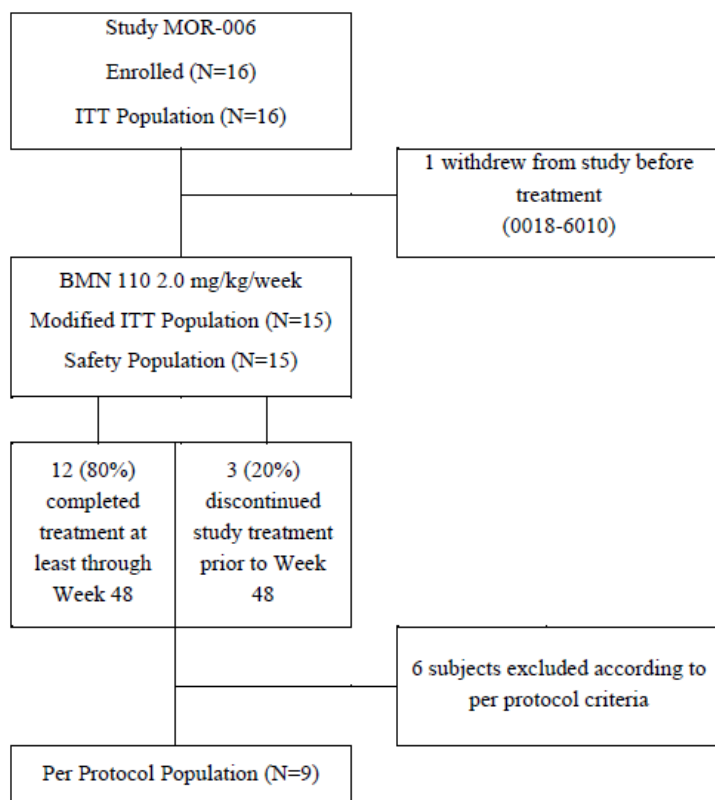 Study MOR-006
Enrolled (N=16)
ITT Population (N=16)
1 withdrew from study before
treatment
(0018-6010)
BMN 110 2.0 mg/kg/week
Modified ITT Population (N=15)
Safety Population (N=15)
12 (80%)
completed
treatment at
least through
Week 48
3 (20%)
discontinued
study treatment
prior to Week
48
6 subjects excluded according to
per protocol criteria
Per Protocol Population (N=9)